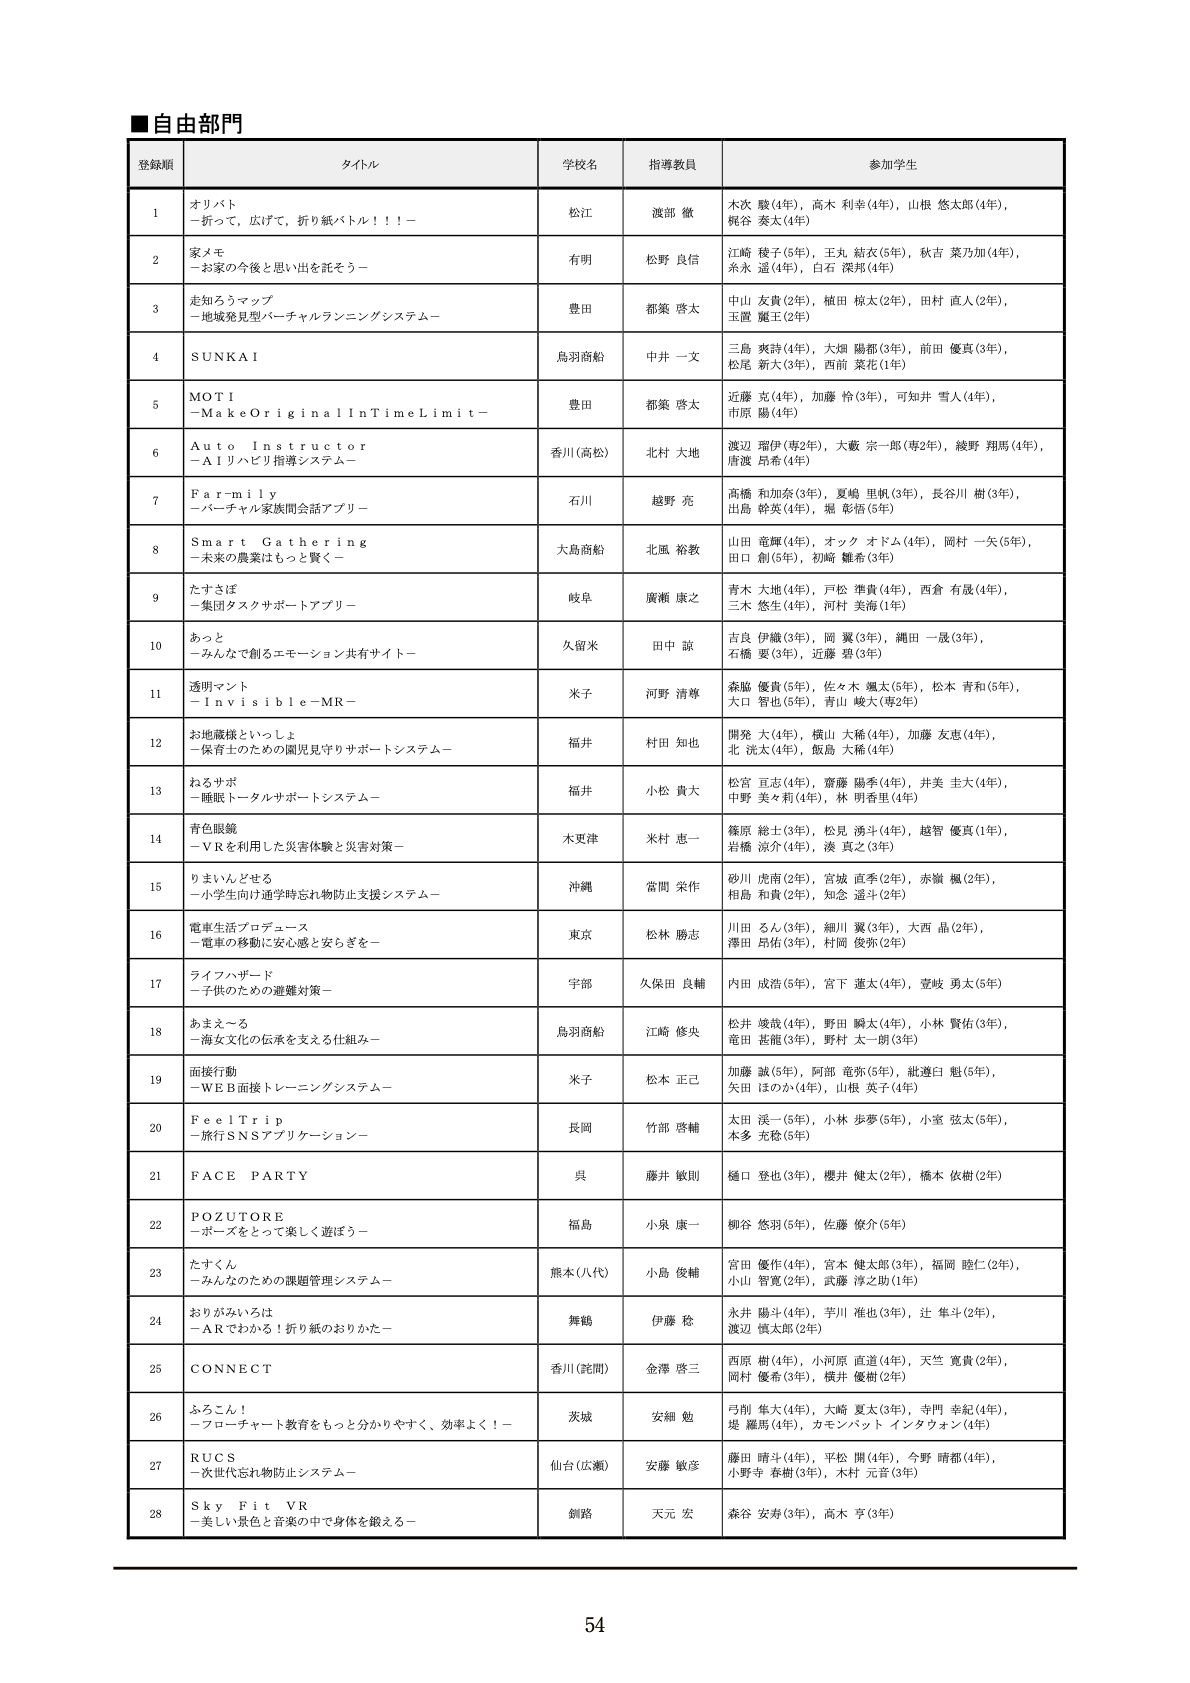 ■自由部門
登録順 タイトル 学校名 指導教員 参加学生
1 オリバト 松江 渡部 徹 木次 駿(4年)，高木 利幸(4年)，山根 悠太郎(4年)，
－折って，広げて，折り紙バトル！！！－ 梶谷 奏太(4年)
2 家メモ 有明 松野 良信 江崎 稜子(5年)，王丸 結衣(5年)，秋吉 菜乃加(4年)，
－お家の今後と思い出を託そう－ 糸永 遥(4年)，白石 深邦(4年)
3 走知ろうマップ 豊田 都築 啓太 中山 友貴(2年)，植田 椋太(2年)，田村 直人(2年)，
－地域発見型バーチャルランニングシステム－ 玉置 寵王(2年)
4 ＳＵＮＫＡＩ 鳥羽商船 中井 一文 三島 爽詩(4年)，大畑 陽都(3年)，前田 優真(3年)，
松尾 新大(3年)，西前 菜花(1年)
5 ＭＯＴＩ 豊田 都築 啓太 近藤 克(4年)，加藤 怜(3年)，可知井 雪人(4年)，
－ＭａｋｅＯｒｉｇｉｎａｌＩｎＴｉｍｅＬｉｍｉｔ－ 市原 陽(4年)
6 Ａｕｔｏ　Ｉｎｓｔｒｕｃｔｏｒ 香川(高松) 北村 大地 渡辺 瑠伊(専2年)，大藪 宗一郎(専2年)，綾野 翔馬(4年)，
－ＡＩリハビリ指導システム－ 唐渡 昂希(4年)
7 Ｆａｒ－ｍｉｌｙ 石川 越野 亮 高橋 和加奈(3年)，夏嶋 里帆(3年)，長谷川 樹(3年)，
－バーチャル家族間会話アプリ－ 出島 幹英(4年)，堀 彰悟(5年)
8 Ｓｍａｒｔ　Ｇａｔｈｅｒｉｎｇ 大島商船 北風 裕教 山田 竜輝(4年)，オック オドム(4年)，岡村 一矢(5年)，
－未来の農業はもっと賢く－ 田口 創(5年)，初崎 雛希(3年)
9 たすさぽ 岐阜 廣瀬 康之 青木 大地(4年)，戸松 準貴(4年)，西倉 有晟(4年)，
－集団タスクサポートアプリ－ 三木 悠生(4年)，河村 美海(1年)
10 あっと 久留米 田中 諒 吉良 伊織(3年)，岡 翼(3年)，縄田 一晟(3年)，
－みんなで創るエモーション共有サイト－ 石橋 要(3年)，近藤 碧(3年)
11 透明マント 米子 河野 清尊 森脇 優貴(5年)，佐々木 颯太(5年)，松本 青和(5年)，
－Ｉｎｖｉｓｉｂｌｅ－MR－ 大口 智也(5年)，青山 峻大(専2年)
12 お地蔵様といっしょ 福井 村田 知也 開発 大(4年)，横山 大稀(4年)，加藤 友恵(4年)，
－保育士のための園児見守りサポートシステム－ 北 洸太(4年)，飯島 大稀(4年)
13 ねるサポ 福井 小松 貴大 松宮 亘志(4年)，齋藤 陽季(4年)，井美 圭大(4年)，
－睡眠トータルサポートシステム－ 中野 美々莉(4年)，林 明香里(4年)
14 青色眼鏡 木更津 米村 恵一 篠原 総士(3年)，松見 湧斗(4年)，越智 優真(1年)，
－ＶＲを利用した災害体験と災害対策－ 岩橋 涼介(4年)，湊 真之(3年)
15 りまいんどせる 沖縄 當間 栄作 砂川 虎南(2年)，宮城 直季(2年)，赤嶺 楓(2年)，
－小学生向け通学時忘れ物防止支援システム－ 相島 和貴(2年)，知念 遥斗(2年)
16 電車生活プロデュース 東京 松林 勝志 川田 るん(3年)，細川 翼(3年)，大西 晶(2年)，
－電車の移動に安心感と安らぎを－ 澤田 昂佑(3年)，村岡 俊弥(2年)
17 ライフハザード 宇部 久保田 良輔 内田 成浩(5年)，宮下 蓮太(4年)，壹岐 勇太(5年)
－子供のための避難対策－
18 あまえ～る 鳥羽商船 江崎 修央 松井 竣哉(4年)，野田 瞬太(4年)，小林 賢佑(3年)，
－海女文化の伝承を支える仕組み－ 竜田 甚龍(3年)，野村 太一朗(3年)
19 面接行動 米子 松本 正己 加藤 誠(5年)，阿部 竜弥(5年)，紕遵臼 魁(5年)，
－ＷＥＢ面接トレーニングシステム－ 矢田 ほのか(4年)，山根 英子(4年)
20 ＦｅｅｌＴｒｉｐ 長岡 竹部 啓輔 太田 渓一(5年)，小林 歩夢(5年)，小室 弦太(5年)，
－旅行ＳＮＳアプリケーション－ 本多 充稔(5年)
21 ＦＡＣＥ　ＰＡＲＴＹ 呉 藤井 敏則 樋口 登也(3年)，櫻井 健太(2年)，橋本 依樹(2年)
22 ＰＯＺＵＴＯＲＥ 福島 小泉 康一 柳谷 悠羽(5年)，佐藤 僚介(5年)
－ポーズをとって楽しく遊ぼう－
23 たすくん 熊本(八代) 小島 俊輔 宮田 優作(4年)，宮本 健太郎(3年)，福岡 睦仁(2年)，
－みんなのための課題管理システム－ 小山 智寛(2年)，武藤 淳之助(1年)
24 おりがみいろは 舞鶴 伊藤 稔 永井 陽斗(4年)，芋川 准也(3年)，辻 隼斗(2年)，
－ＡＲでわかる！折り紙のおりかた－ 渡辺 慎太郎(2年)
25 ＣＯＮＮＥＣＴ 香川(詫間) 金澤 啓三 西原 樹(4年)，小河原 直道(4年)，天竺 寛貴(2年)，
岡村 優希(3年)，横井 優樹(2年)
26 ふろこん！ 茨城 安細 勉 弓削 隼大(4年)，大崎 夏太(3年)，寺門 幸紀(4年)，
－フローチャート教育をもっと分かりやすく、効率よく！－ 堤 羅馬(4年)，カモンパット インタウォン(4年)
27 ＲＵＣＳ 仙台(広瀬) 安藤 敏彦 藤田 晴斗(4年)，平松 開(4年)，今野 晴都(4年)，
－次世代忘れ物防止システム－ 小野寺 春樹(3年)，木村 元音(3年)
28 Ｓｋｙ　Ｆｉｔ　ＶＲ 釧路 天元 宏 森谷 安寿(3年)，高木 亨(3年)
－美しい景色と音楽の中で身体を鍛える－
54